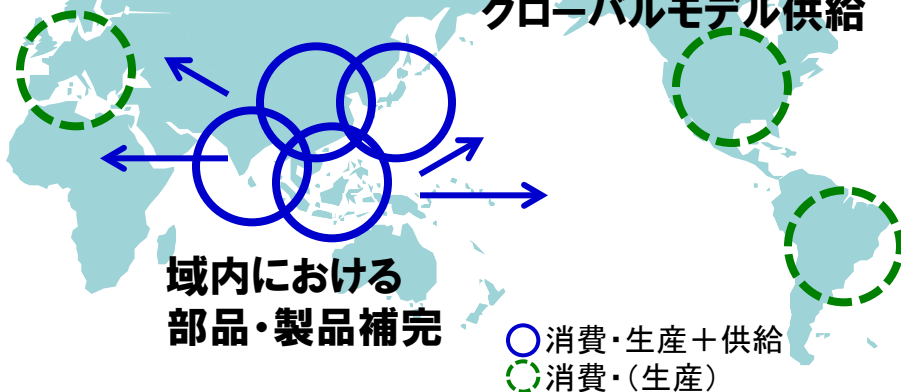 グローバルモデル供給
域内における
部品・製品補完
消費・生産＋供給
消費・（生産）